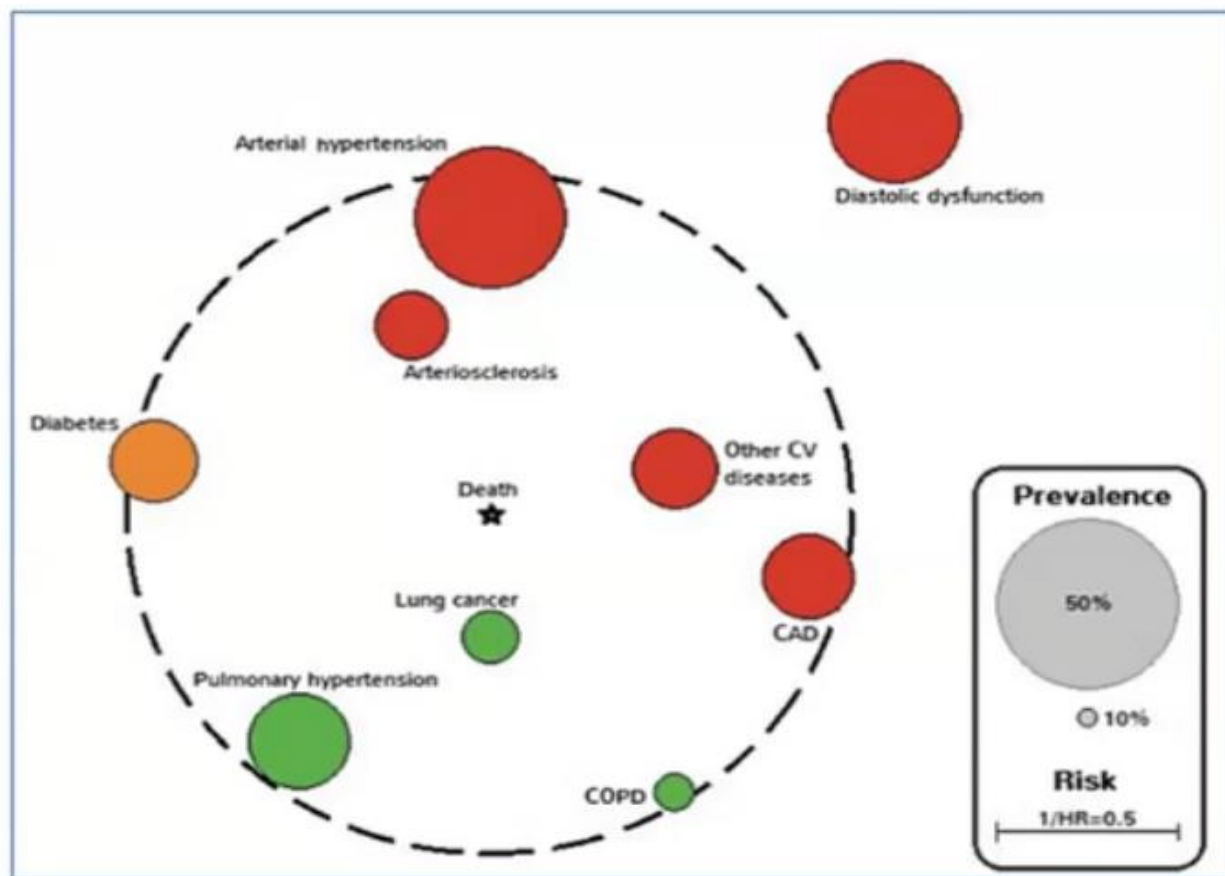 Arterial hypertension
Diastolic dysfunction
Arteriosclerosis
Diabetes
Other CV
diseases
Death
Lung cancer
CAD
Pulmonary hypertension
COPD
Prevalence
50%
10%
Risk
1/HR=0.5